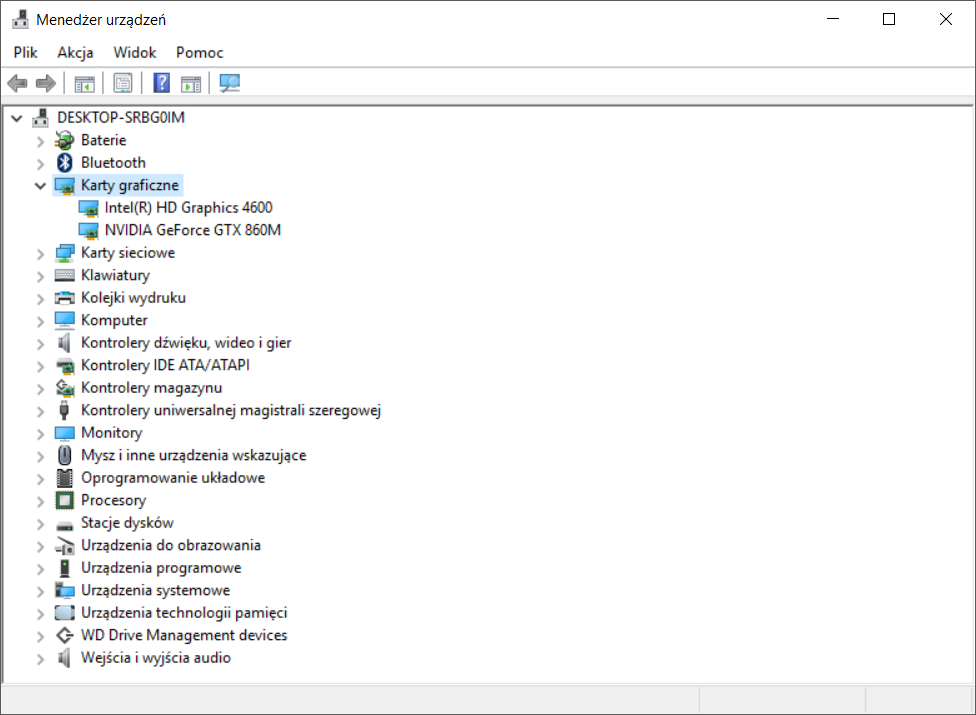 Menedżer urządzeń
Plik Akcja Widok Pomoc
DESKTOP-SRBG0IM
Baterie
Bluetooth
Karty graficzne
Intel(R) HD Graphics 4600
NVIDIA GeForce GTX 860M
Karty sieciowe
Klawiatury
Kolejki wydruku
Komputer
Kontrolery dźwięku, wideo i gier
Kontrolery IDE ATA/ATAPI
Kontrolery magazynu
Kontrolery uniwersalnej magistrali szeregowej
Monitory
Mysz i inne urządzenia wskazujące
Oprogramowanie układowe
Procesory
Stacje dysków
Urządzenia do obrazowania
Urządzenia programowe
Urządzenia systemowe
Urządzenia technologii pamięci
WD Drive Management devices
Wejścia i wyjścia audio